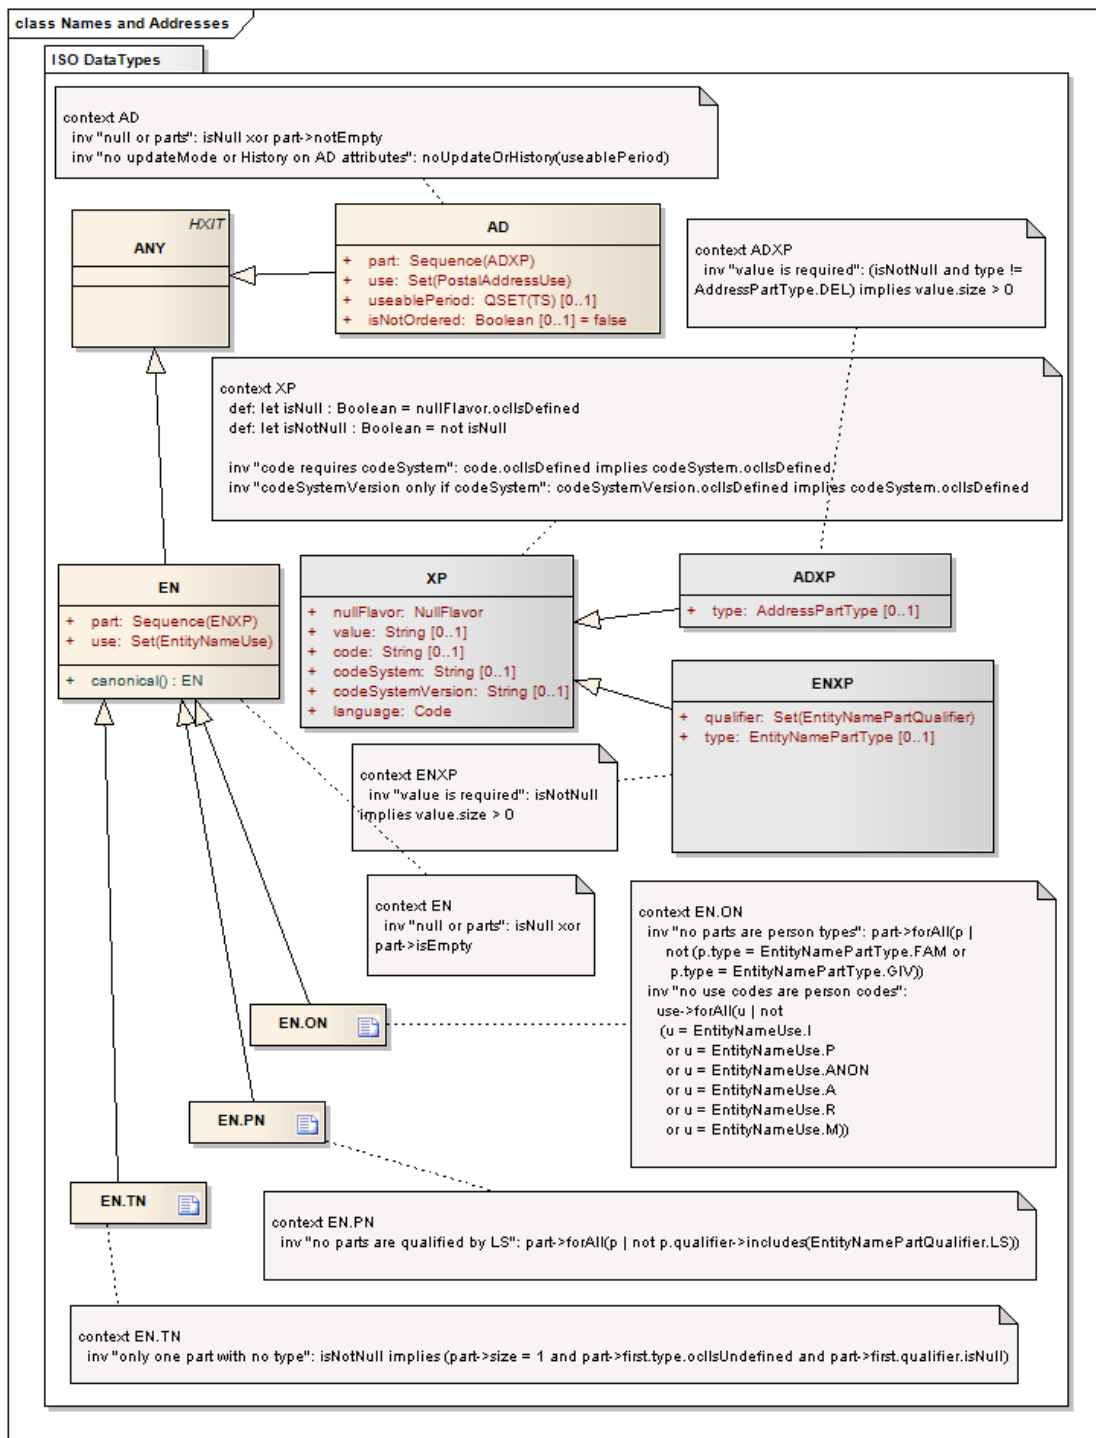 class Names and Addresses
ISO DataTypes
context AD
inv "null or parts": isNull xor part->notEmpty
inv "no updateMode or History on AD attributes": noUpdateOrHistory(useablePeriod)
HXIT
ANY
AD
+ part: Sequence(ADXP)
+ use: Set(PostalAddressUse)
+ useablePeriod: QSET(TS) [0..1]
+ isNotOrdered: Boolean [0..1] = false
context ADXP
inv "value is required": (isNotNull and type !=
AddressPartType.DEL) implies value.size > 0
context XP
def: let isNull : Boolean = nullFlavor.oclIsDefined
def: let isNotNull : Boolean = not isNull
inv "code requires codeSystem": code.oclIsDefined implies codeSystem.oclIsDefined
inv "codeSystemVersion only if codeSystem": codeSystemVersion.oclIsDefined implies codeSystem.oclIsDefined
EN
+ part: Sequence(ENXP)
+ use: Set(EntityNameUse)
+ canonical() : EN
XP
+ nullFlavor: NullFlavor
+ value: String [0..1]
+ code: String [0..1]
+ codeSystem: String [0..1]
+ codeSystemVersion: String [0..1]
+ language: Code
ADXP
+ type: AddressPartType [0..1]
ENXP
+ qualifier: Set(EntityNamePartQualifier)
+ type: EntityNamePartType [0..1]
context ENXP
inv "value is required": isNotNull
implies value.size > 0
context EN
inv "null or parts": isNull xor
part->isEmpty
context EN.ON
inv "no parts are person types": part->forAll(p |
not (p.type = EntityNamePartType.FAM or
p.type = EntityNamePartType.GIV))
inv "no use codes are person codes":
use->forAll(u | not
(u = EntityNameUse.I
or u = EntityNameUse.P
or u = EntityNameUse.ANON
or u = EntityNameUse.A
or u = EntityNameUse.R
or u = EntityNameUse.M))
EN.ON
EN.PN
EN.TN
context EN.PN
inv "no parts are qualified by LS": part->forAll(p | not p.qualifier->includes(EntityNamePartQualifier.LS))
context EN.TN
inv "only one part with no type": isNotNull implies (part->size = 1 and part->first.type.oclIsUndefined and part->first.qualifier.isNull)